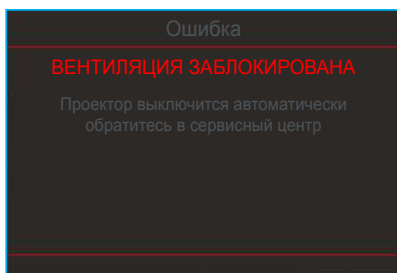 Ошибка
ВЕНТИЛЯЦИЯ ЗАБЛОКИРОВАНА
Проектор выключится автоматически
обратитесь в сервисный центр